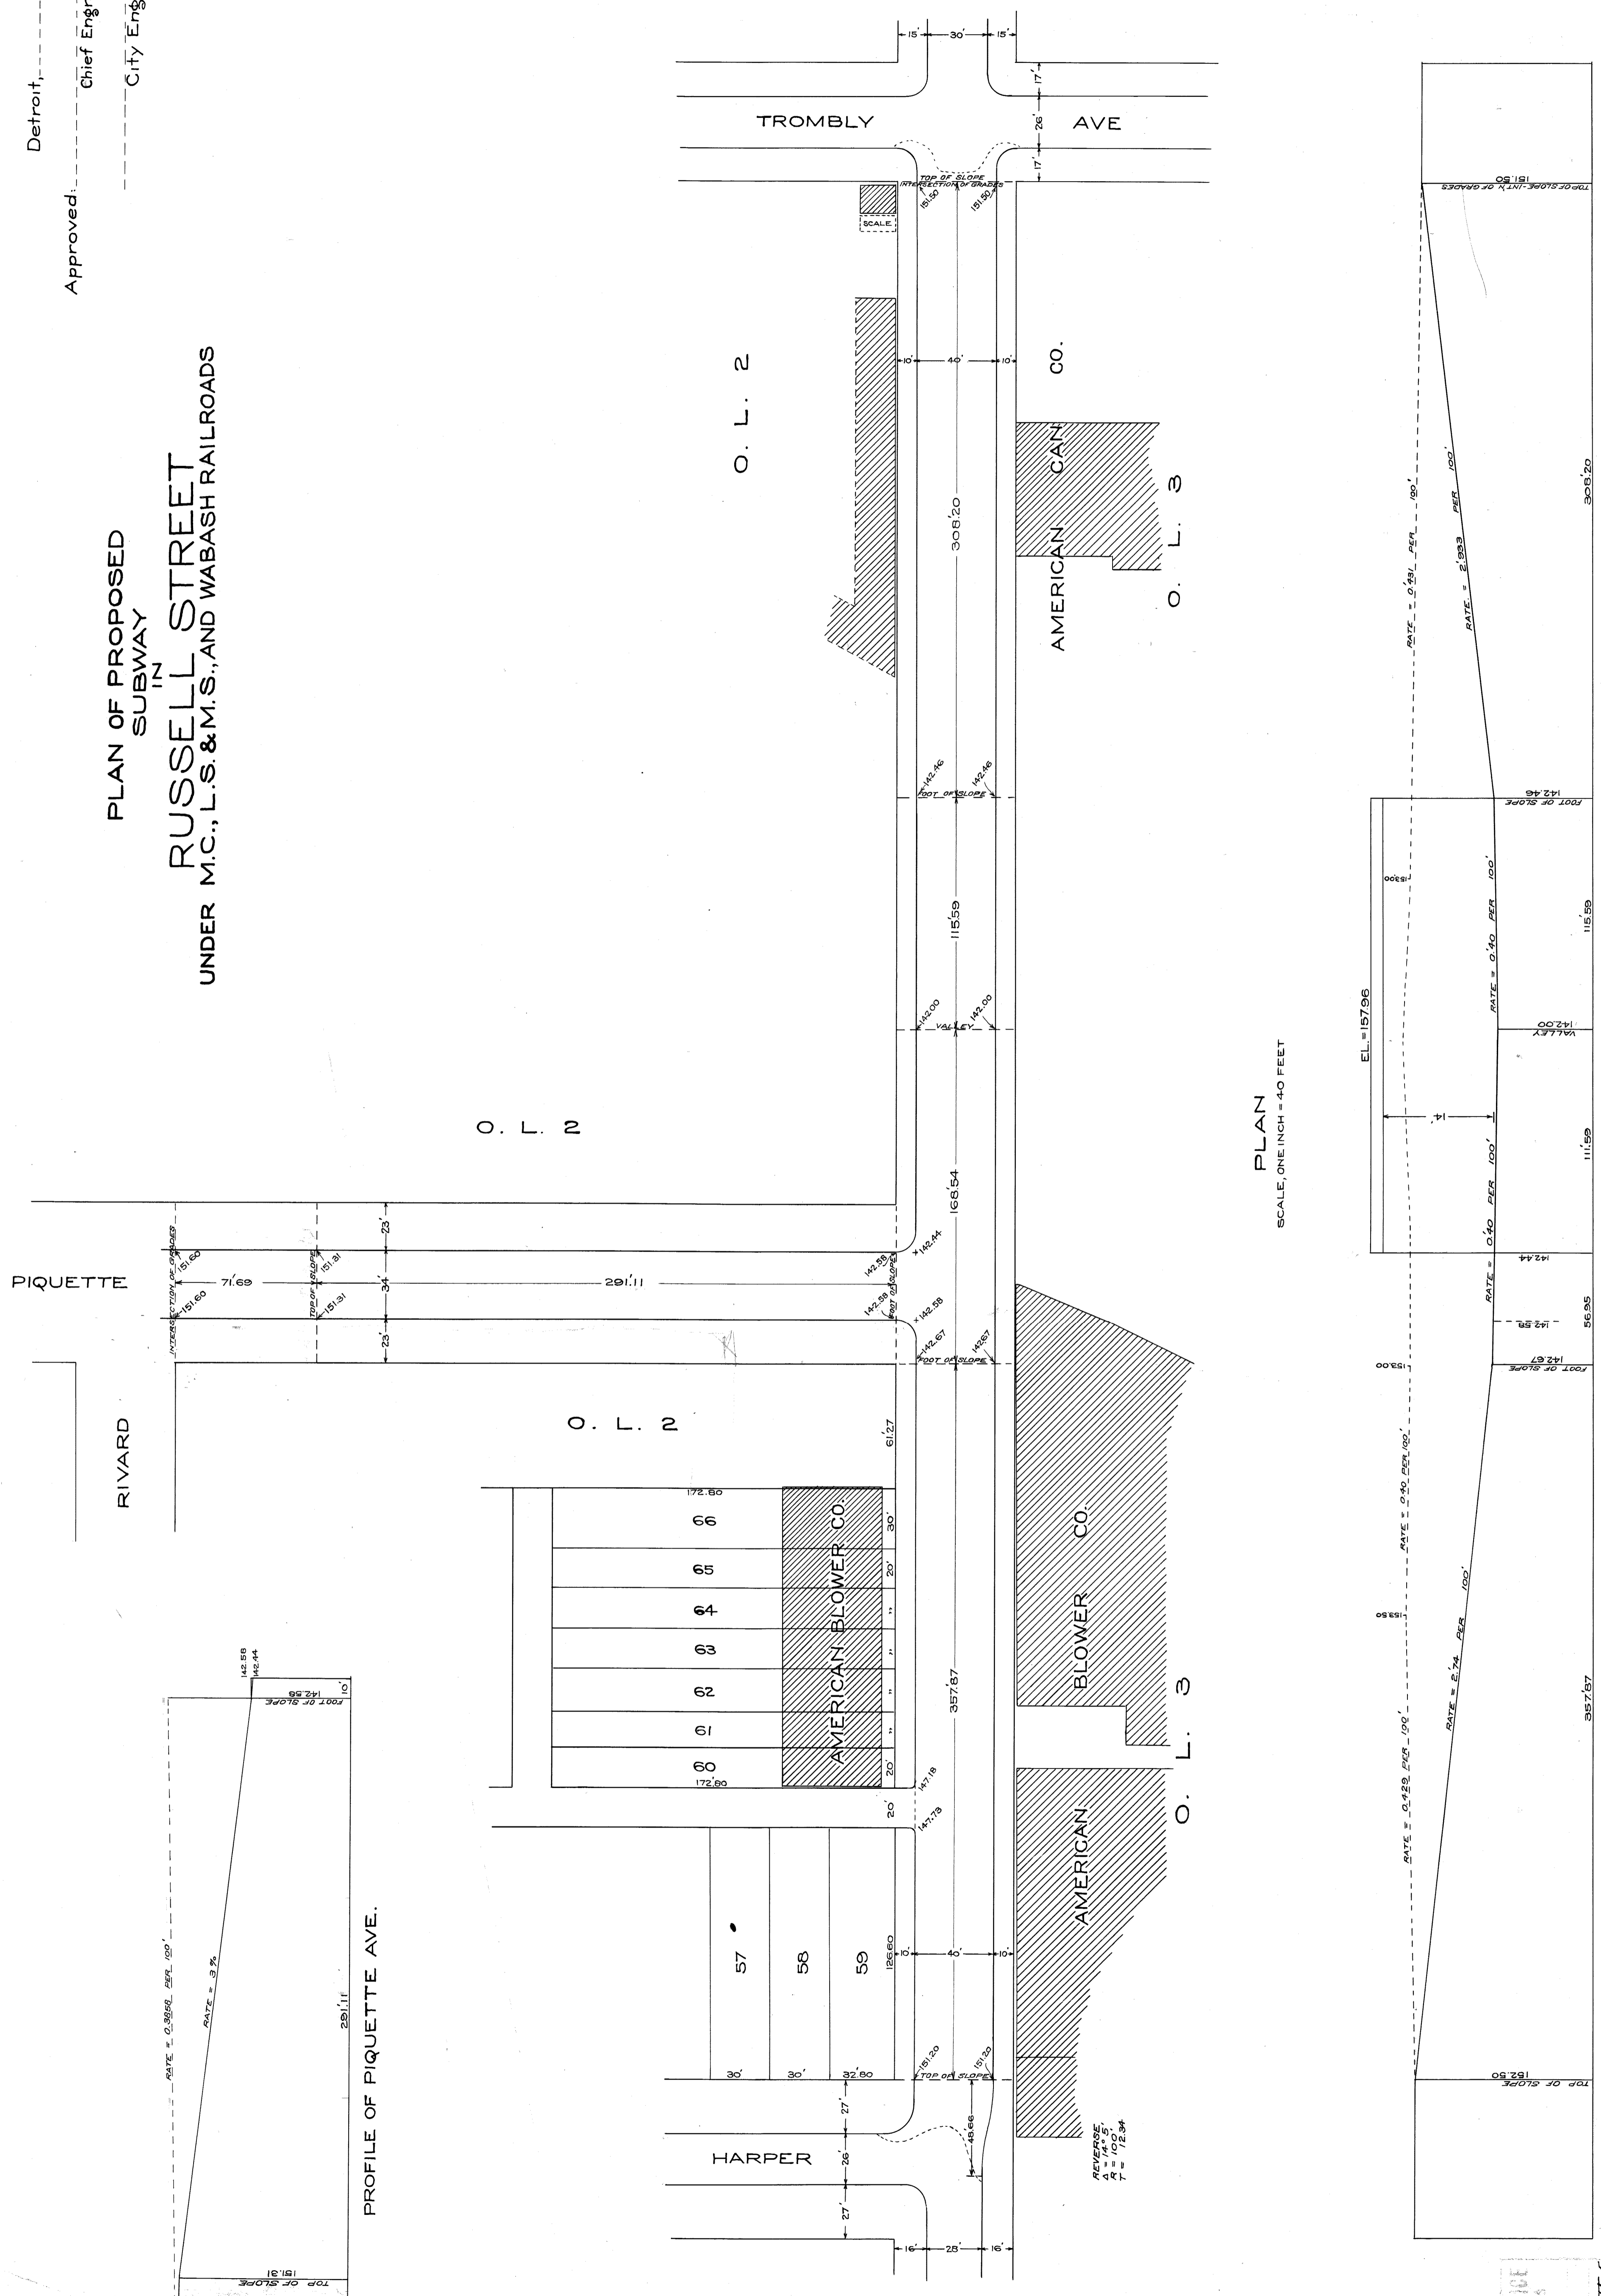 Detroit,
Approved:
Chief Engr
City Eng
PLAN OF PROPOSED
SUBWAY
IN
RUSSELL STREET
UNDER M.C., L.S. & M.S., AND WABASH RAILROADS
15' 30' 15'
17'
TROMBLY AVE
26'
17'
TOP OF SLOPE
INTERSECTION OF GRADES
151.50 151.50
SCALE
O. L. 2
10' 40' 10'
AMERICAN CAN CO.
O. L. 3
308.20
142.46 142.46
FOOT OF SLOPE
115.59
142.00 142.00
VALLEY
O. L. 2
168.54
PIQUETTE
INTERSECTION OF GRADES
151.60
151.60
71.69
TOP OF SLOPE
151.31
151.31
23'
34'
23'
291.11
142.58
142.58
FOOT OF SLOPE
142.44
142.58
142.67 142.67
FOOT OF SLOPE
RIVARD
O. L. 2
61.27
172.80
66 30'
65 20'
64 "
63 "
62 "
61 "
60 20'
172.80
AMERICAN BLOWER CO.
AMERICAN BLOWER CO.
O. L. 3
357.87
147.18
20'
147.73
57
58
59
126.60
10' 40' 10'
30' 30' 32.80
151.20 151.20
TOP OF SLOPE
27'
HARPER
26'
27'
48.66
16' 28' 16'
REVERSE
Δ = 14° 5'
R = 100'
T = 12.34
PLAN
SCALE, ONE INCH = 40 FEET
142.58
142.44
10'
FOOT OF SLOPE
142.58
RATE = 0.3858 PER 100'
RATE = 3%
291.11
TOP OF SLOPE
151.31
PROFILE OF PIQUETTE AVE.
TOP OF SLOPE-INT'N OF GRADES
151.50
RATE = 0.431 PER 100'
RATE = 2.933 PER 100'
308.20
FOOT OF SLOPE
142.46
153.00
RATE = 0.40 PER 100'
115.59
EL. = 157.96
VALLEY
142.00
14'
RATE = 0.40 PER 100'
111.59
142.44
142.58
56.95
FOOT OF SLOPE
142.67
153.00
RATE = 0.40 PER 100'
153.50
RATE = 2.74 PER 100'
RATE = 0.429 PER 100'
357.87
TOP OF SLOPE
152.50